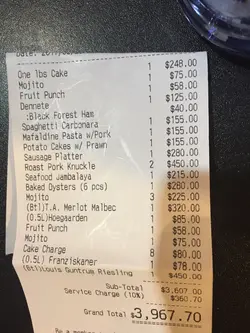 Date: 201
One lbs Cake 1 $248.00
Mojito 1 $75.00
Fruit Punch 1 $58.00
Dennete 1 $125.00
:Black Forest Ham $40.00
Spaghetti Carbonara 1 $155.00
Mafaldine Pasta w/Pork 1 $155.00
Potato Cakes w/ Prawn 1 $155.00
Sausage Platter 1 $280.00
Roast Pork Knuckle 2 $450.00
Seafood Jambalaya 1 $215.00
Baked Oysters (6 pcs) 1 $280.00
Mojito 3 $225.00
(Btl)T.A. Merlot Malbec 1 $320.00
(0.5L)Hoegaarden 1 $85.00
Fruit Punch 1 $58.00
Mojito 1 $75.00
Cake Charge 8 $80.00
(0.5L) Franziskaner 1 $78.00
(Btl)Louis Guntrum Riesling $450.00
Sub-Total $3,607.00
Service Charge (10%) $360.70
Grand Total $3,967.70